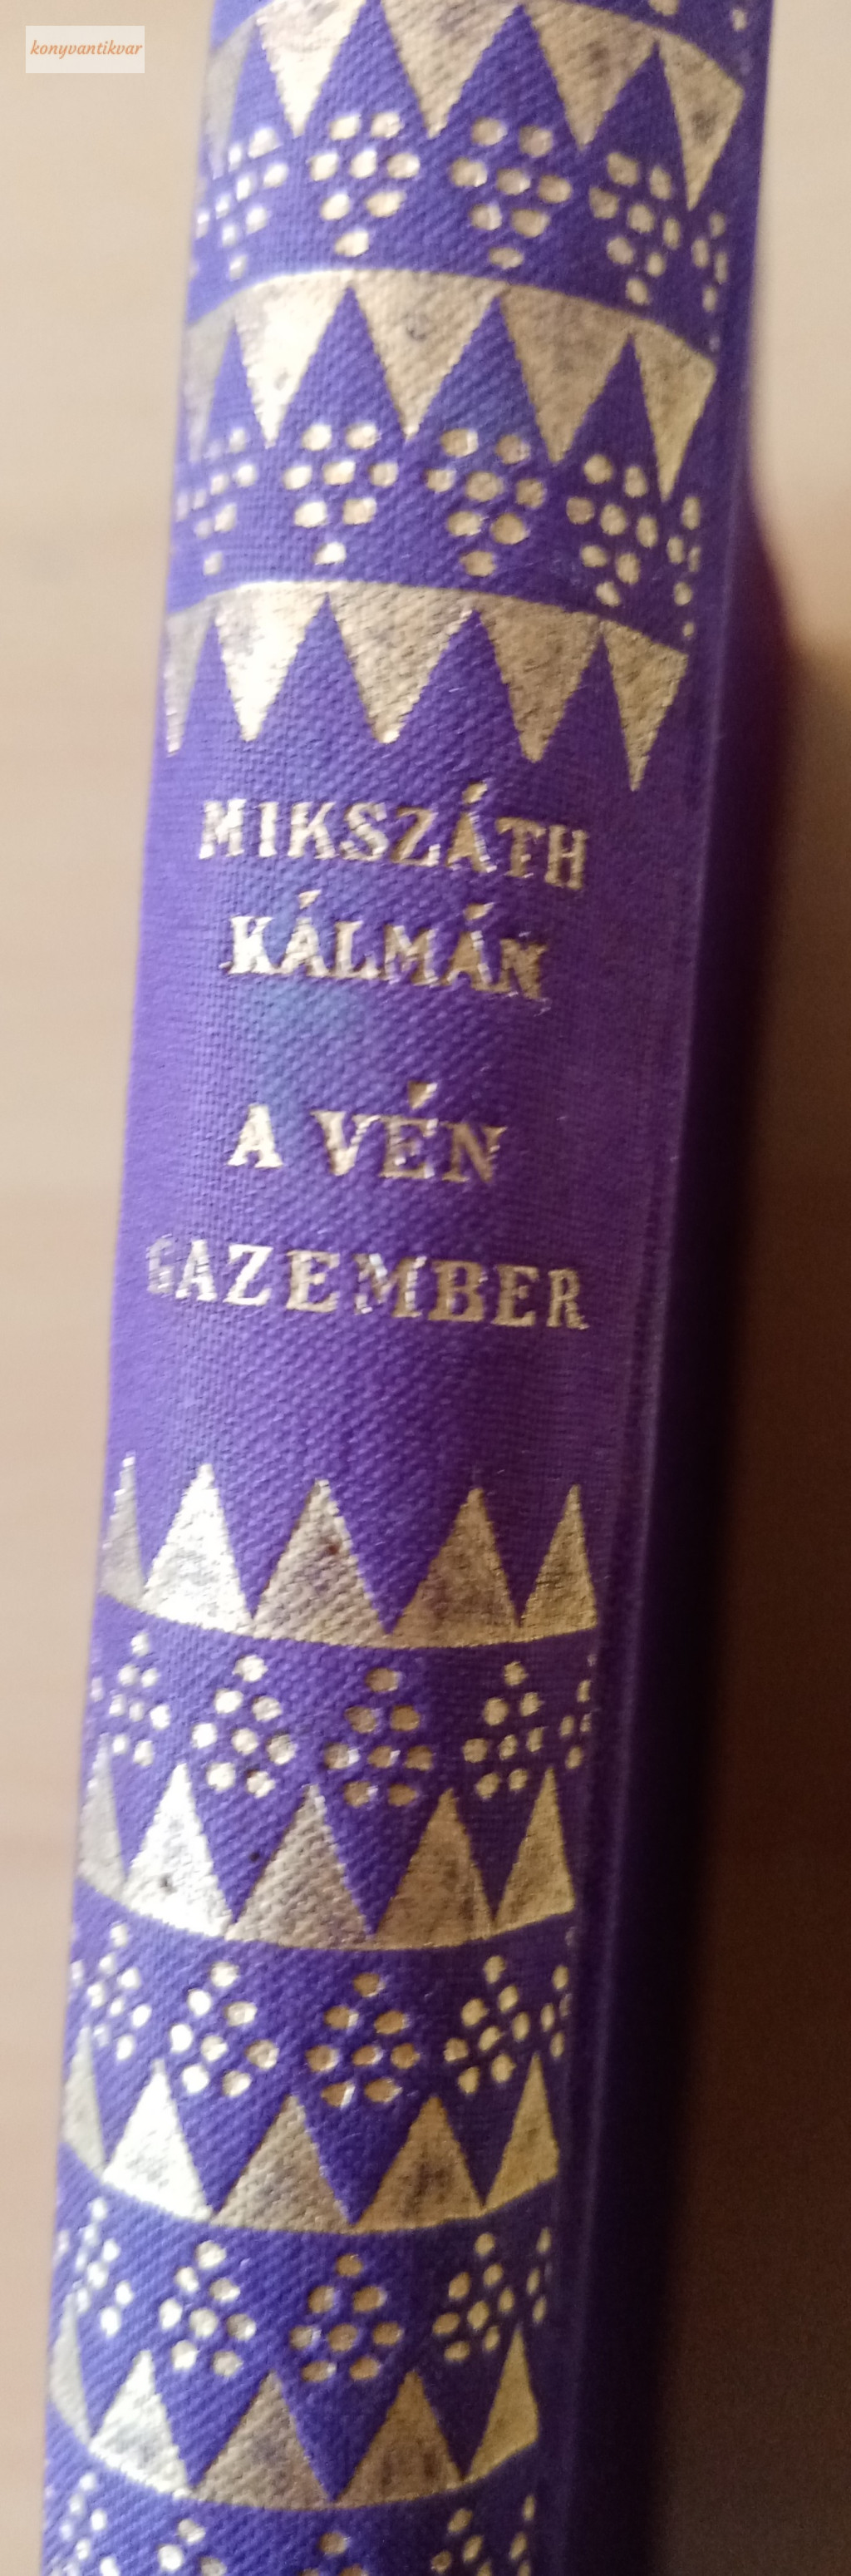 konyvantikvar
MIKSZÁTH
KÁLMÁN
A VÉN
GAZEMBER